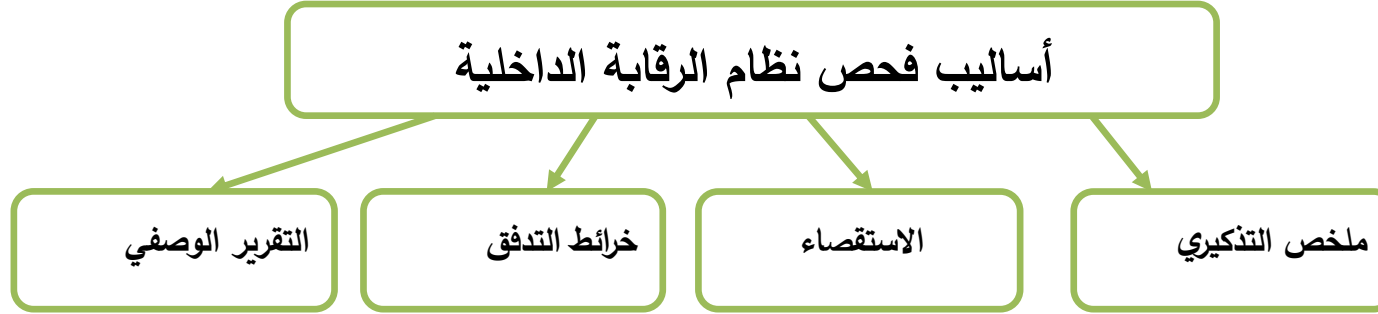 أساليب فحص نظام الرقابة الداخلية
ملخص التذكيري
الاستقصاء
خرائط التدفق
التقرير الوصفي